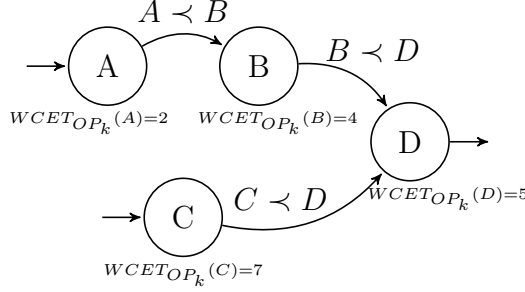 A ≺ B
A
B
B ≺ D
WCET_{OP_k}(A)=2
WCET_{OP_k}(B)=4
D
WCET_{OP_k}(D)=5
C ≺ D
C
WCET_{OP_k}(C)=7